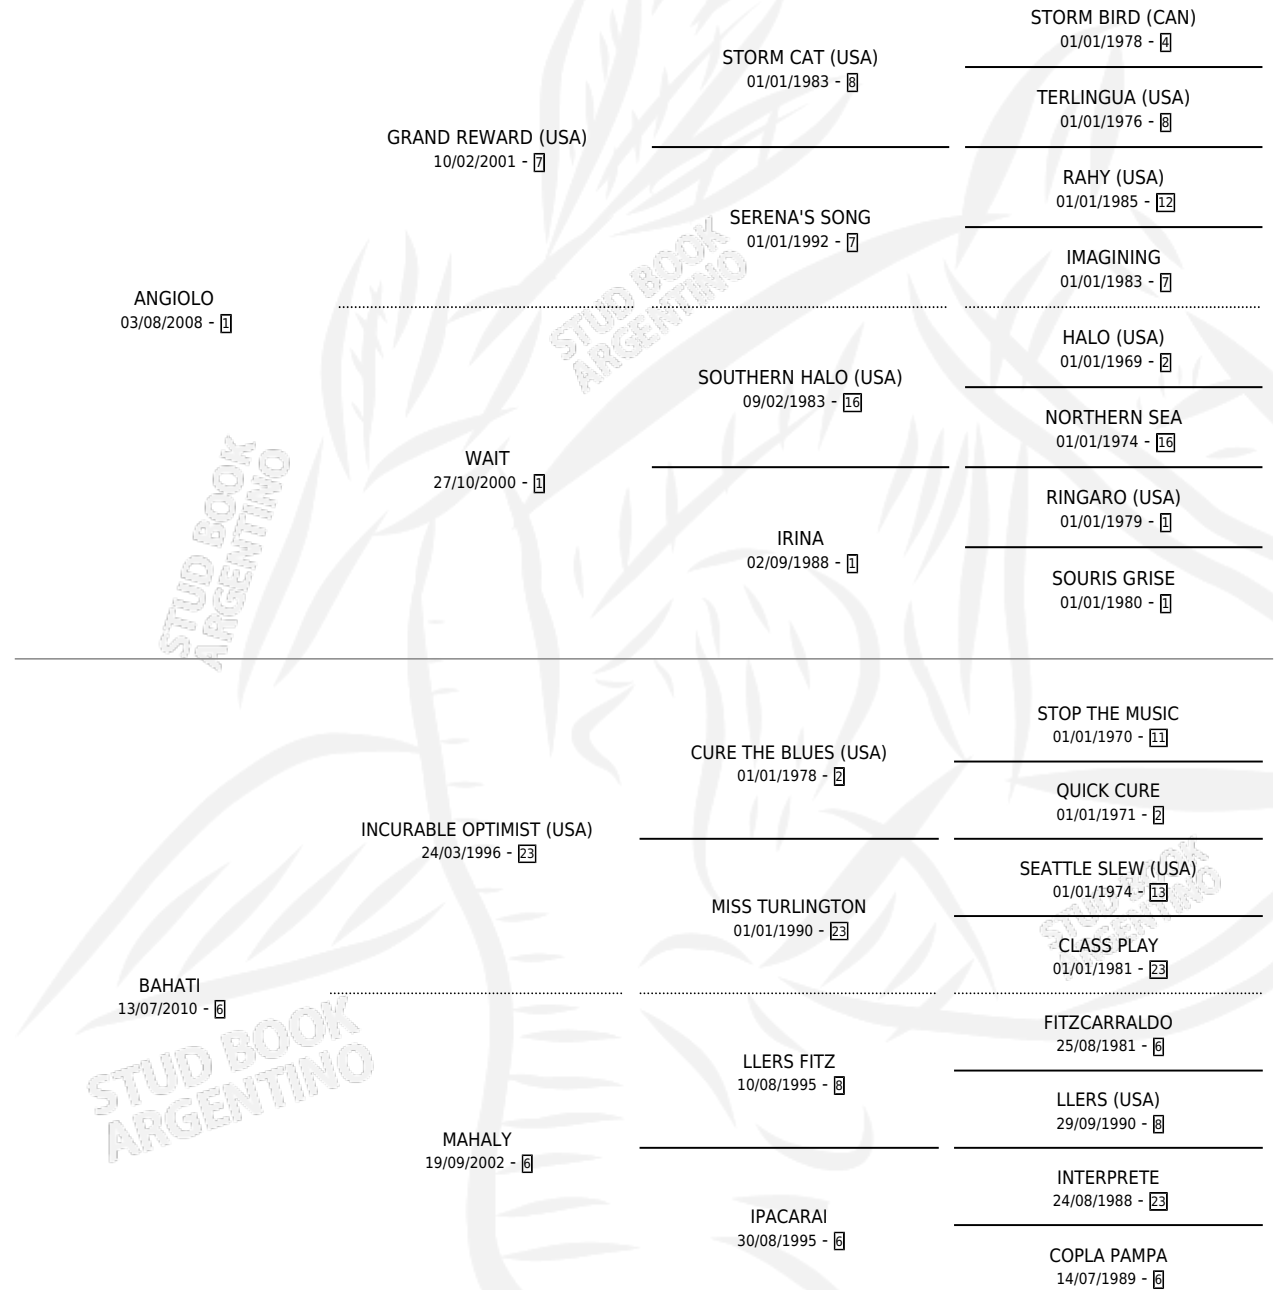 STORM BIRD (CAN)
01/01/1978 - 4
STORM CAT (USA)
01/01/1983 - 8
TERLINGUA (USA)
01/01/1976 - 8
GRAND REWARD (USA)
10/02/2001 - 7
RAHY (USA)
01/01/1985 - 12
SERENA'S SONG
01/01/1992 - 7
IMAGINING
01/01/1983 - 7
ANGIOLO
03/08/2008 - 1
HALO (USA)
01/01/1969 - 2
SOUTHERN HALO (USA)
09/02/1983 - 16
NORTHERN SEA
01/01/1974 - 16
WAIT
27/10/2000 - 1
RINGARO (USA)
01/01/1979 - 1
IRINA
02/09/1988 - 1
SOURIS GRISE
01/01/1980 - 1
STUD BOOK
ARGENTINO
STUD BOOK
ARGENTINO
STOP THE MUSIC
01/01/1970 - 11
CURE THE BLUES (USA)
01/01/1978 - 2
QUICK CURE
01/01/1971 - 2
INCURABLE OPTIMIST (USA)
24/03/1996 - 23
SEATTLE SLEW (USA)
01/01/1974 - 13
MISS TURLINGTON
01/01/1990 - 23
CLASS PLAY
01/01/1981 - 23
BAHATI
13/07/2010 - 6
FITZCARRALDO
25/08/1981 - 6
LLERS FITZ
10/08/1995 - 8
LLERS (USA)
29/09/1990 - 8
MAHALY
19/09/2002 - 6
INTERPRETE
24/08/1988 - 23
IPACARAI
30/08/1995 - 6
COPLA PAMPA
14/07/1989 - 6
STUD BOOK
ARGENTINO
STUD BOOK
ARGENTINO